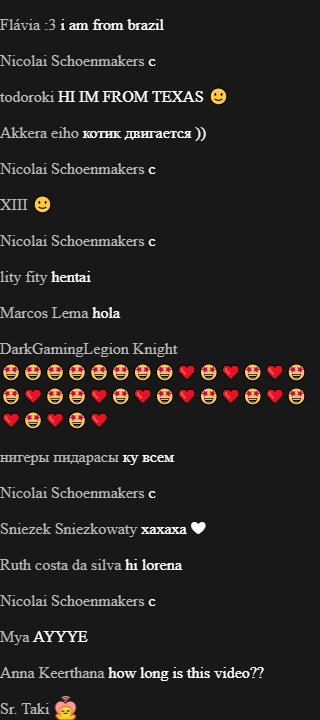 Flávia :3 i am from brazil
Nicolai Schoenmakers c
todoroki HI IM FROM TEXAS
Akkera eiho котик двигается ))
Nicolai Schoenmakers c
XIII
Nicolai Schoenmakers c
lity fity hentai
Marcos Lema hola
DarkGamingLegion Knight
нигеры пидарасы ку всем
Nicolai Schoenmakers c
Sniezek Sniezkowaty xaxaxa
Ruth costa da silva hi lorena
Nicolai Schoenmakers c
Mya AYYYE
Anna Keerthana how long is this video??
Sr. Taki